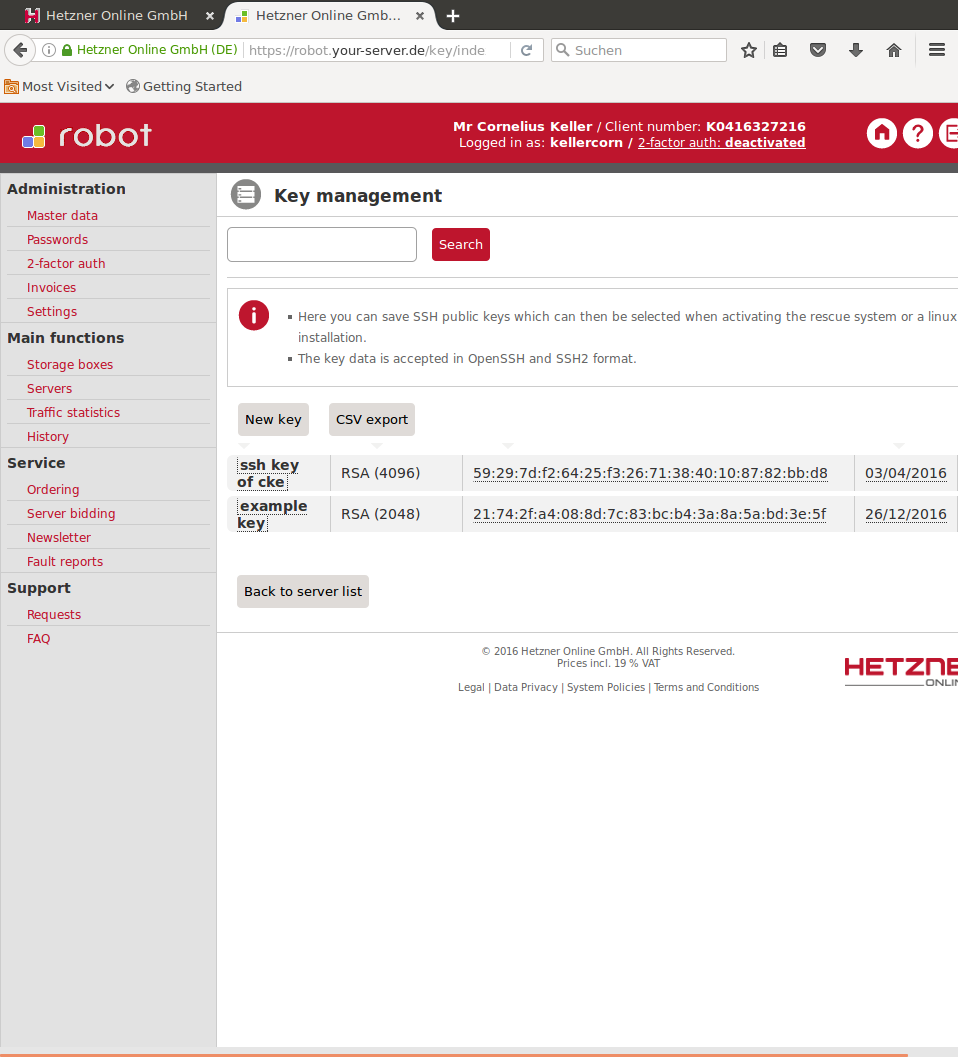 Hetzner Online GmbH
Hetzner Online Gmb...
Hetzner Online GmbH (DE)
https://robot.your-server.de/key/inde
Suchen
Most Visited
Getting Started
robot
Mr Cornelius Keller / Client number: K0416327216
Logged in as: kellercorn / 2-factor auth: deactivated
Administration
Master data
Passwords
2-factor auth
Invoices
Settings
Main functions
Storage boxes
Servers
Traffic statistics
History
Service
Ordering
Server bidding
Newsletter
Fault reports
Support
Requests
FAQ
Key management
Search
Here you can save SSH public keys which can then be selected when activating the rescue system or a linux
installation.
The key data is accepted in OpenSSH and SSH2 format.
New key
CSV export
ssh key
of cke
RSA (4096)
59:29:7d:f2:64:25:f3:26:71:38:40:10:87:82:bb:d8
03/04/2016
example
key
RSA (2048)
21:74:2f:a4:08:8d:7c:83:bc:b4:3a:8a:5a:bd:3e:5f
26/12/2016
Back to server list
© 2016 Hetzner Online GmbH. All Rights Reserved.
Prices incl. 19 % VAT
Legal | Data Privacy | System Policies | Terms and Conditions
HETZNE
ONLIN